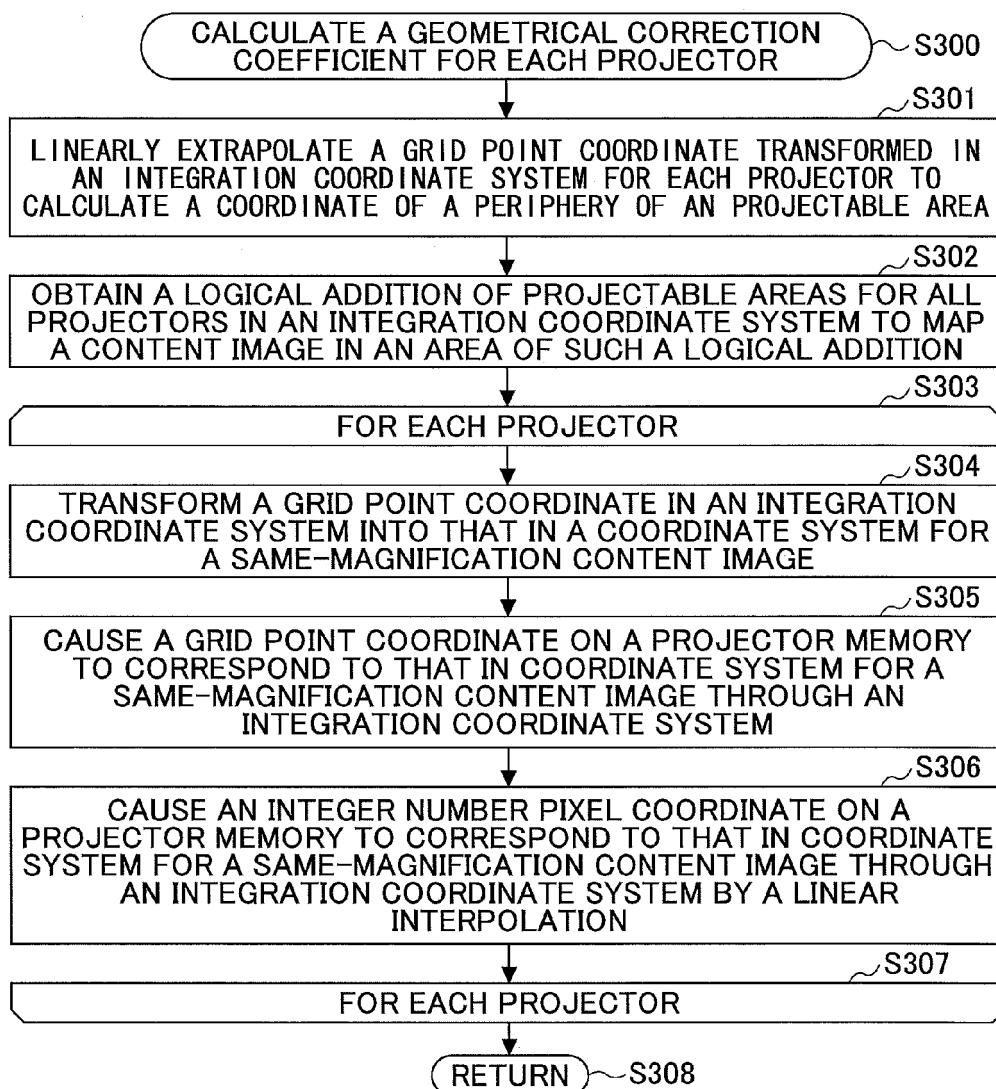 CALCULATE A GEOMETRICAL CORRECTION
COEFFICIENT FOR EACH PROJECTOR
S300
S301
LINEARLY EXTRAPOLATE A GRID POINT COORDINATE TRANSFORMED IN
AN INTEGRATION COORDINATE SYSTEM FOR EACH PROJECTOR TO
CALCULATE A COORDINATE OF A PERIPHERY OF AN PROJECTABLE AREA
S302
OBTAIN A LOGICAL ADDITION OF PROJECTABLE AREAS FOR ALL
PROJECTORS IN AN INTEGRATION COORDINATE SYSTEM TO MAP
A CONTENT IMAGE IN AN AREA OF SUCH A LOGICAL ADDITION
S303
FOR EACH PROJECTOR
S304
TRANSFORM A GRID POINT COORDINATE IN AN INTEGRATION
COORDINATE SYSTEM INTO THAT IN A COORDINATE SYSTEM FOR
A SAME-MAGNIFICATION CONTENT IMAGE
S305
CAUSE A GRID POINT COORDINATE ON A PROJECTOR MEMORY
TO CORRESPOND TO THAT IN COORDINATE SYSTEM FOR A
SAME-MAGNIFICATION CONTENT IMAGE THROUGH AN
INTEGRATION COORDINATE SYSTEM
S306
CAUSE AN INTEGER NUMBER PIXEL COORDINATE ON A
PROJECTOR MEMORY TO CORRESPOND TO THAT IN COORDINATE
SYSTEM FOR A SAME-MAGNIFICATION CONTENT IMAGE THROUGH
AN INTEGRATION COORDINATE SYSTEM BY A LINEAR
INTERPOLATION
S307
FOR EACH PROJECTOR
RETURN
S308